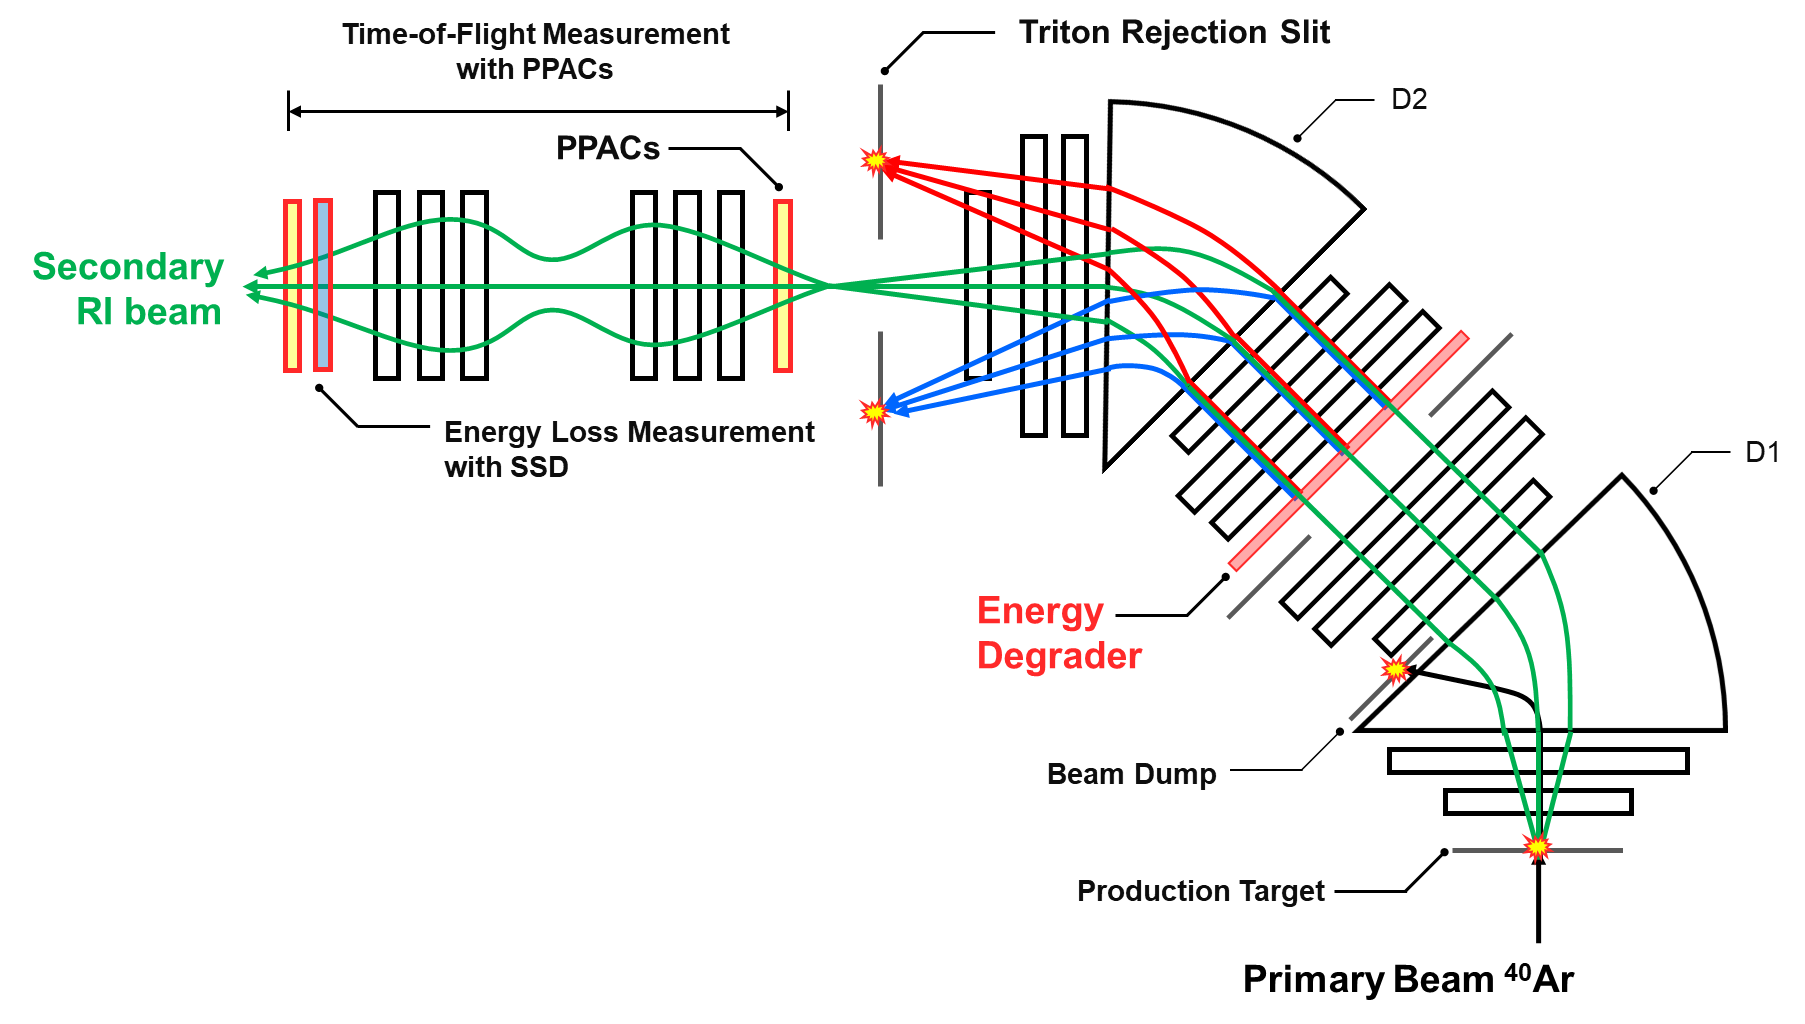 Time-of-Flight Measurement
with PPACs
Triton Rejection Slit
D2
PPACs
Secondary
RI beam
Energy Loss Measurement
with SSD
D1
Energy
Degrader
Beam Dump
Production Target
Primary Beam ⁴⁰Ar